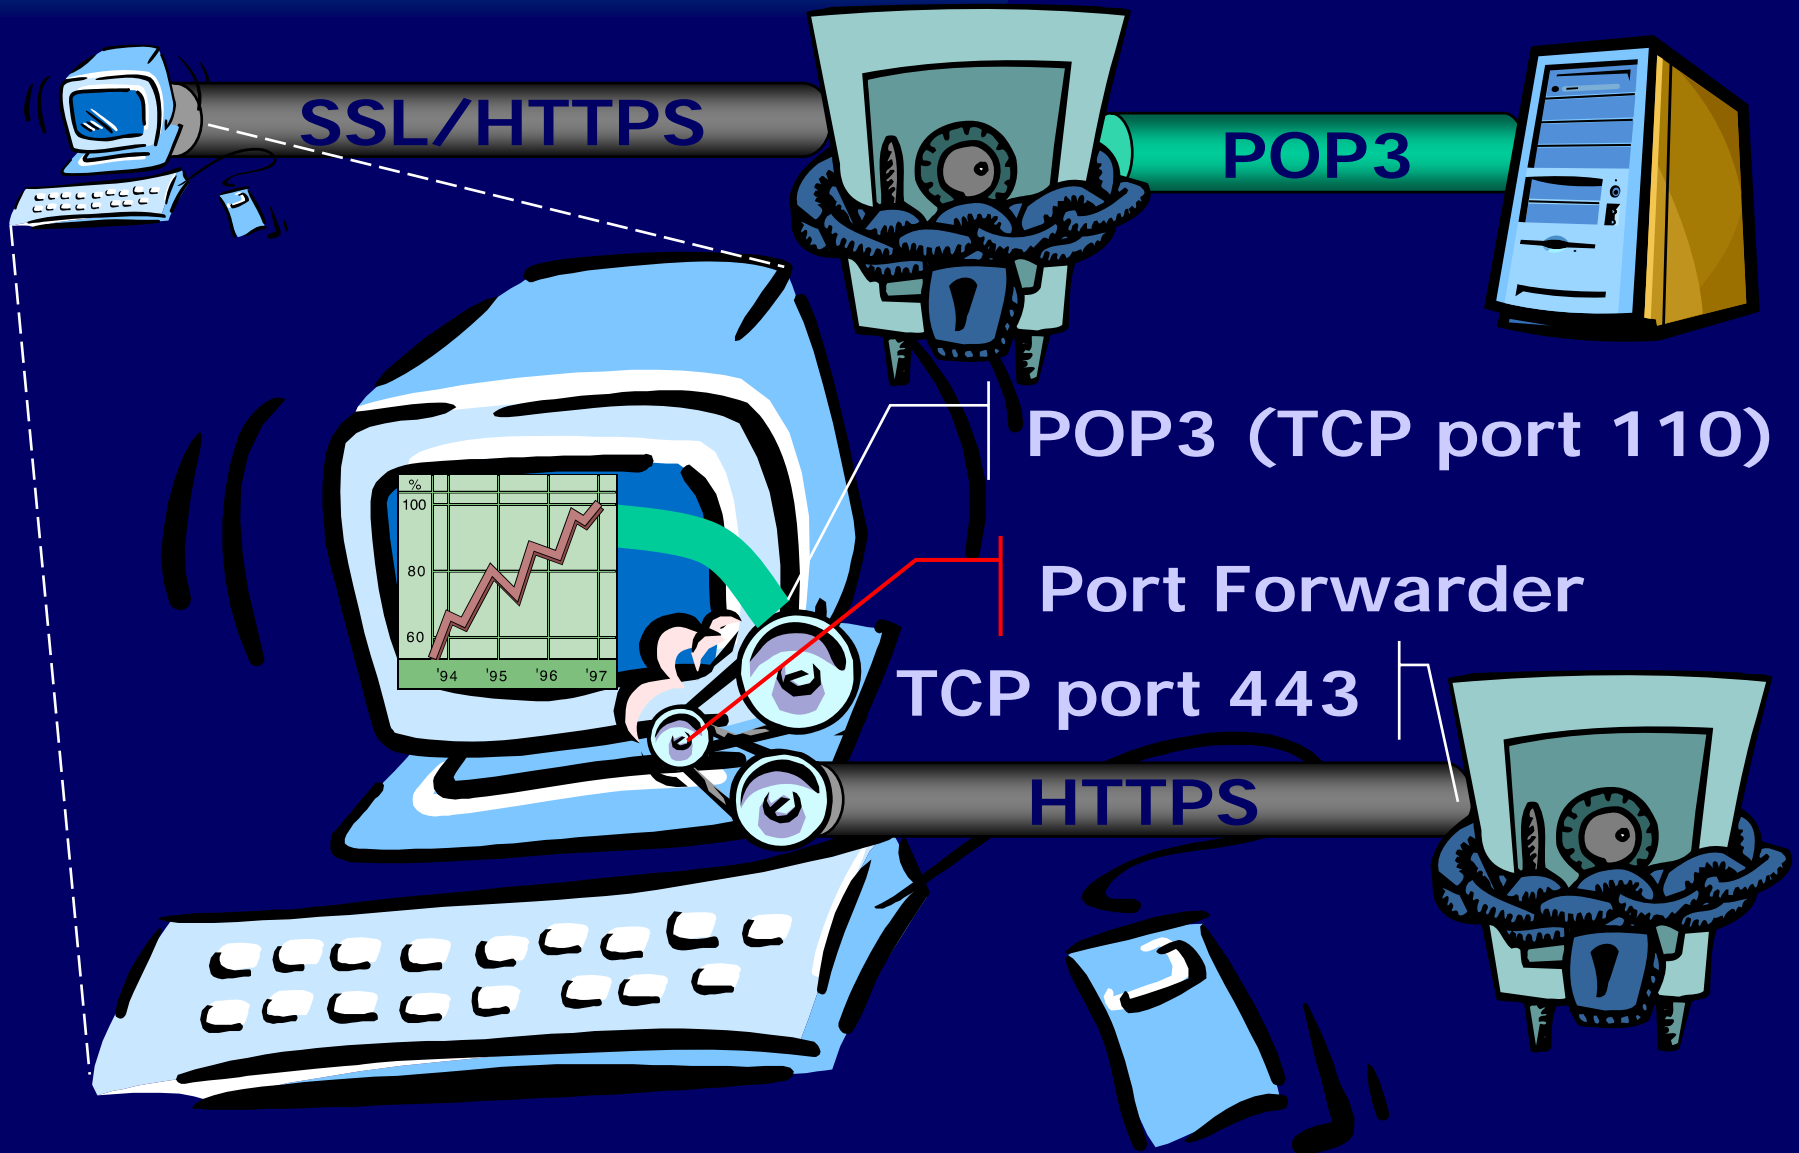 SSL/HTTPS
POP3
POP3 (TCP port 110)
Port Forwarder
TCP port 443
HTTPS
%
100
80
60
'94 '95 '96 '97